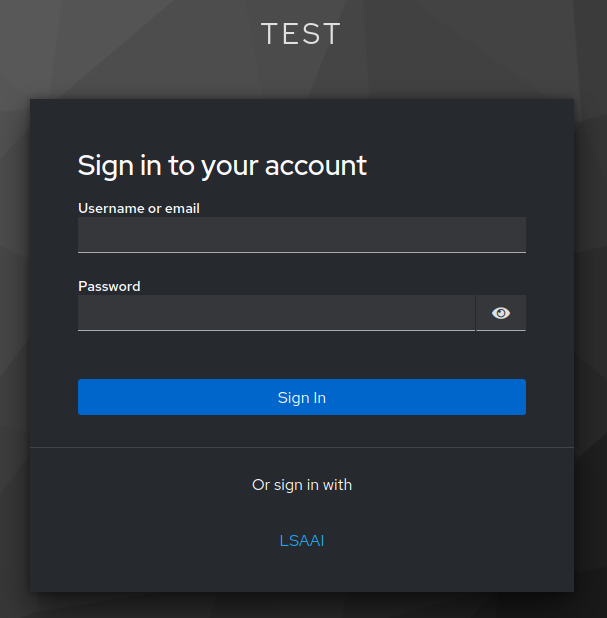 TEST
Sign in to your account
Username or email
Password
Sign In
Or sign in with
LSAAI